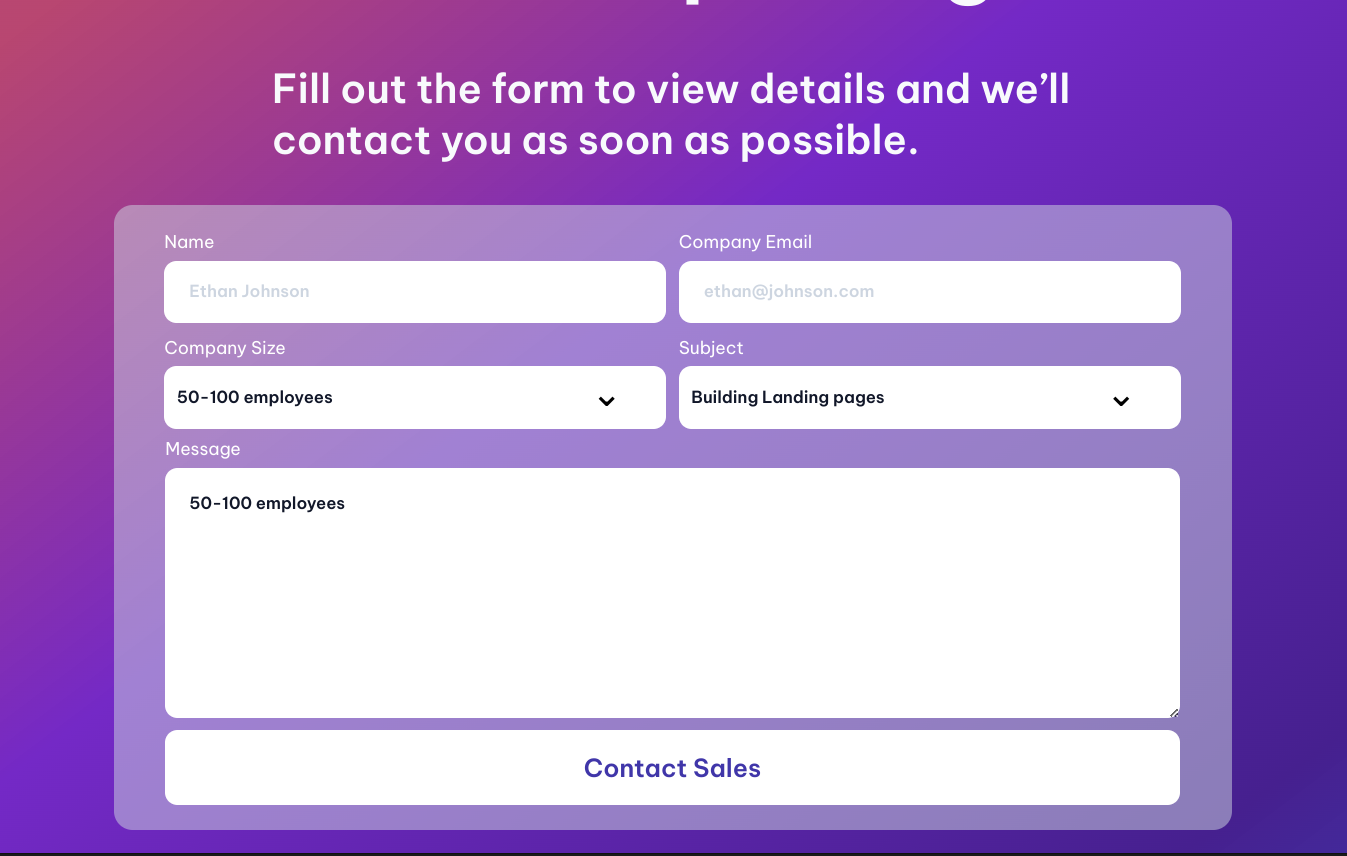 Fill out the form to view details and we’ll
contact you as soon as possible.
Name
Company Email
Ethan Johnson
ethan@johnson.com
Company Size
Subject
50-100 employees
Building Landing pages
Message
50-100 employees
Contact Sales